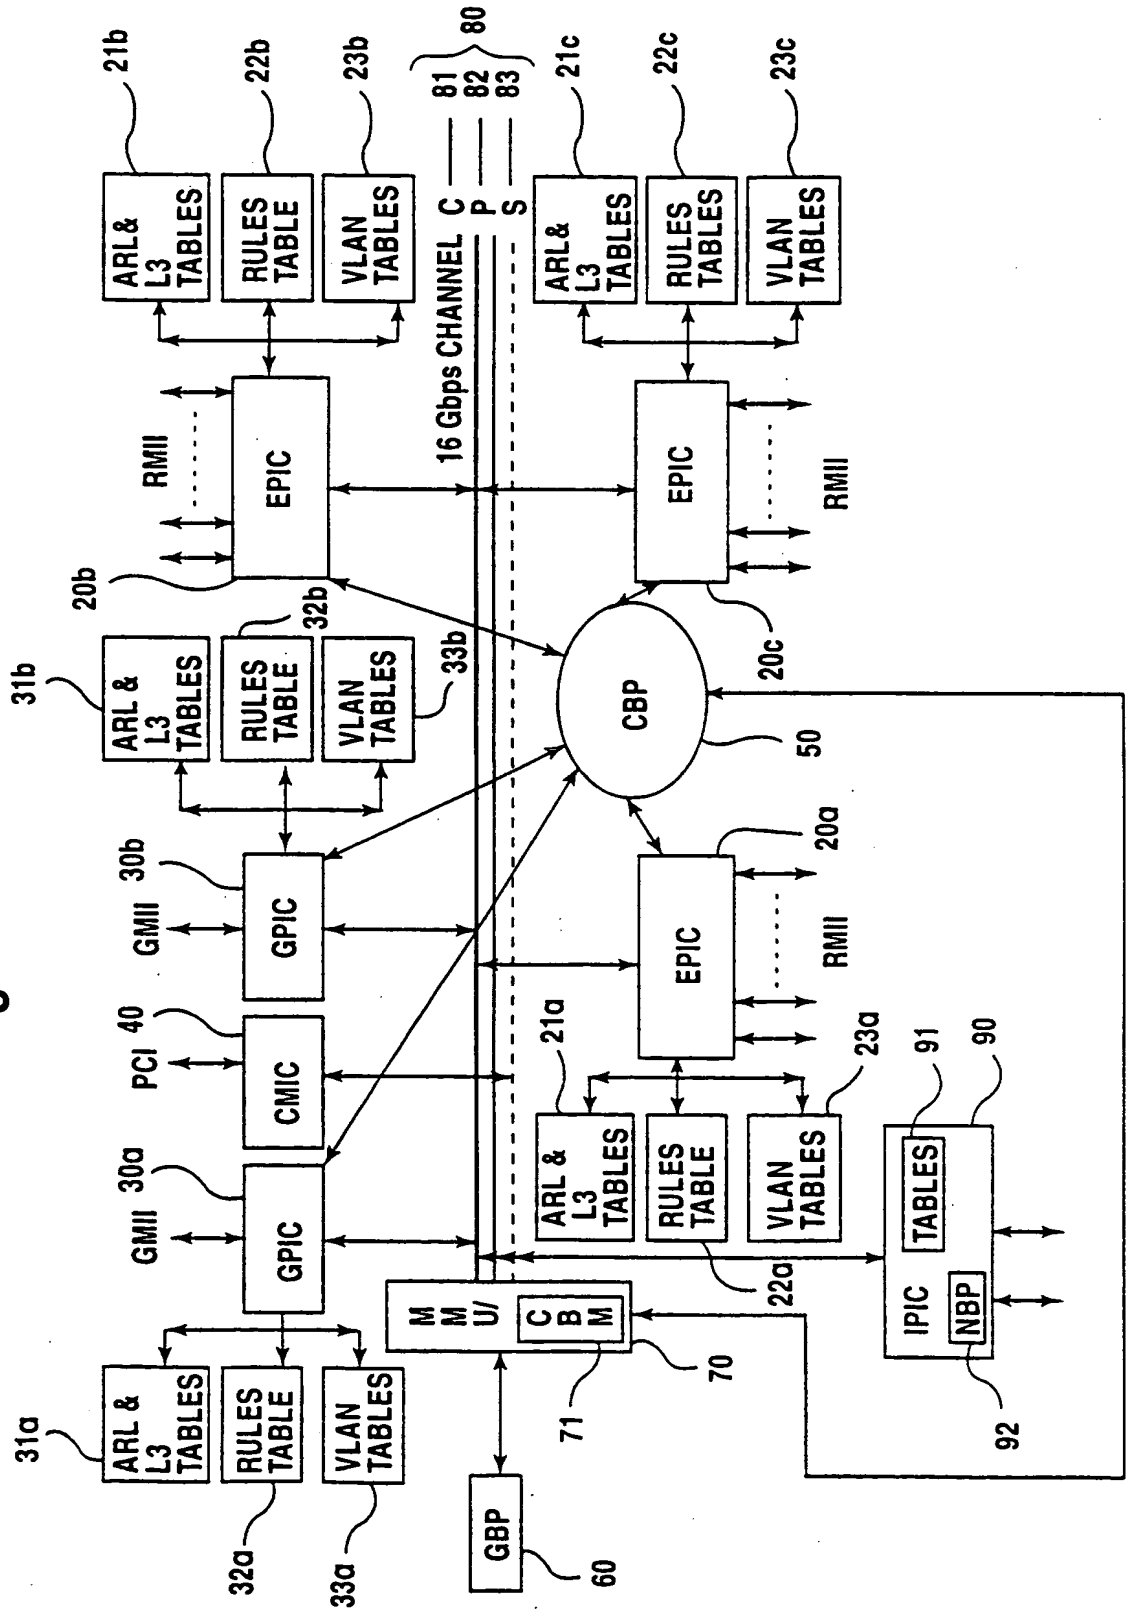 31a
ARL &
L3
TABLES
32a
RULES
TABLE
33a
VLAN
TABLES
GMII
30a
GPIC
PCI
40
CMIC
GMII
30b
GPIC
31b
ARL &
L3
TABLES
RULES
TABLE
32b
VLAN
TABLES
33b
20b
RMII
EPIC
ARL&
L3
TABLES
21b
RULES
TABLE
22b
VLAN
TABLES
23b
GBP
60
M
M
U/
C
B
M
71
70
16 Gbps CHANNEL
C
P
S
81
82
83
80
21a
ARL &
L3
TABLES
RULES
TABLE
22a
VLAN
TABLES
23a
EPIC
20a
RMII
CBP
50
EPIC
20c
RMII
ARL&
L3
TABLES
21c
RULES
TABLES
22c
VLAN
TABLES
23c
IPIC
TABLES
91
90
NBP
92